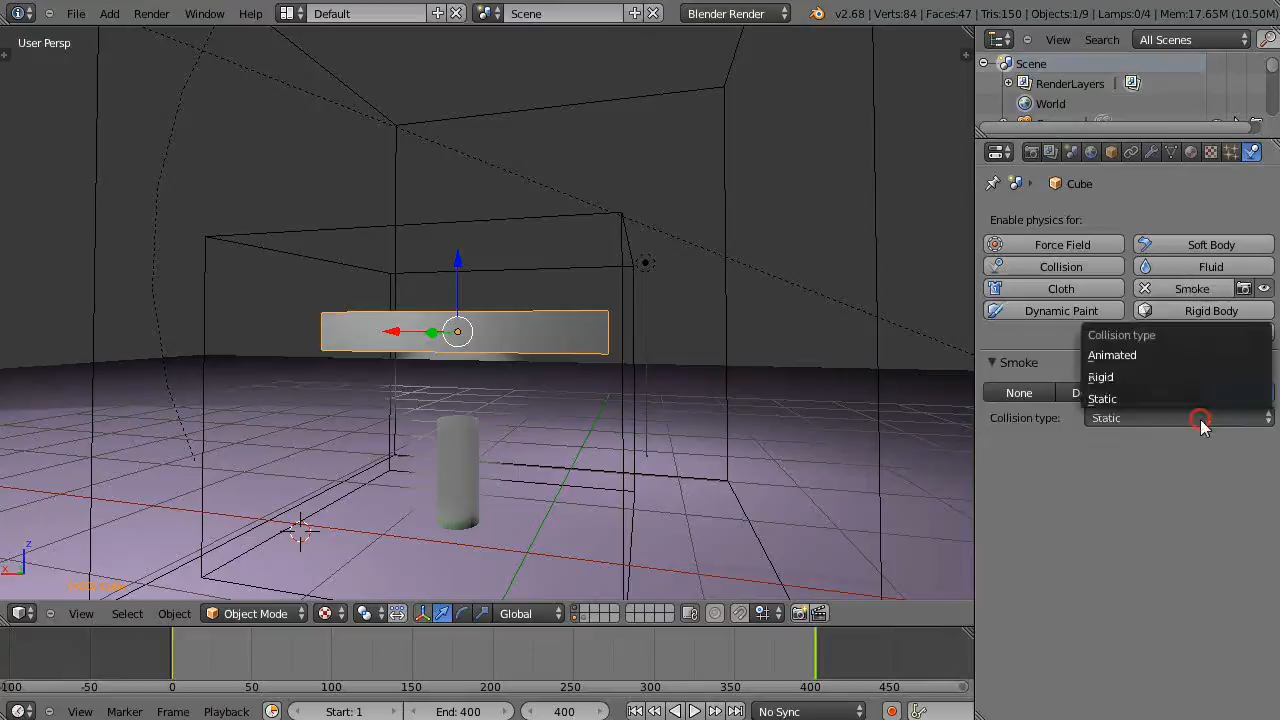 File Render Window Help Default Scene Blender Render v2.68 | Verts:84 | Faces:47 | Tris:150 | Objects:1/9 | Lamps:0/4 | Mem:17.65M (10.50M)
User Persp
View Search All Scenes
Scene
RenderLayers |
World
Cube
Enable physics for:
Force Field Soft Body
Collision Fluid
Cloth Smoke
Dynamic Paint Rigid Body
Collision type
Animated
Rigid
Static
Smoke
None D
Collision type: Static
z
x
View Select Object Object Mode Global
-100 -50 0 50 100 150 200 250 300 350 400 450
View Marker Frame Playback Start: 1 End: 400 400 No Sync